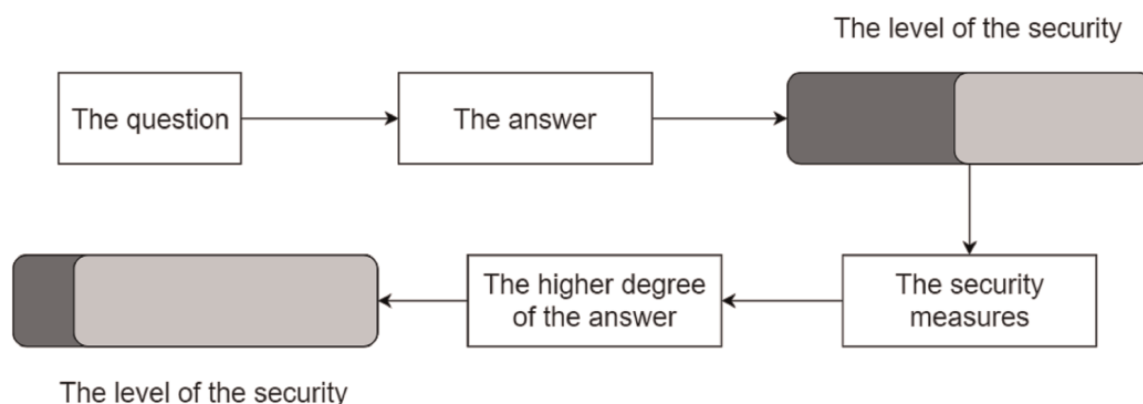 The level of the security
The question
The answer
The higher degree
of the answer
The security
measures
The level of the security